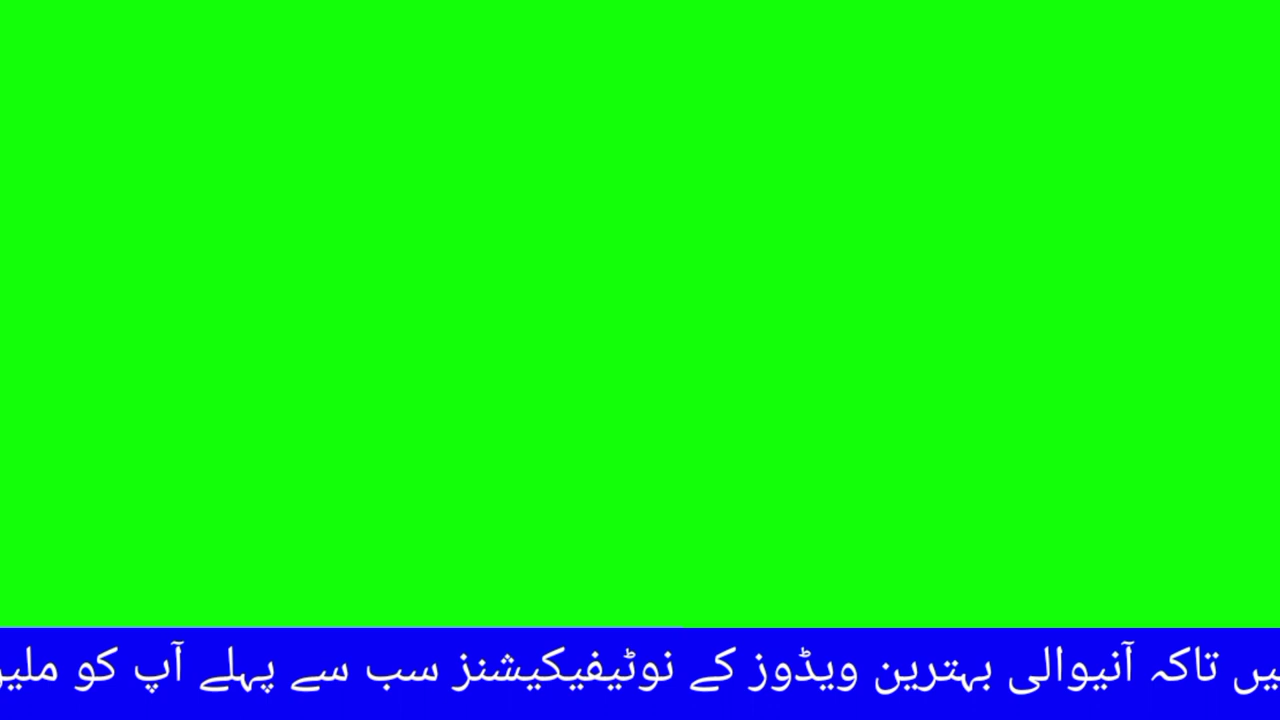 تاکہ آنیوالی بہترین ویڈوز کے نوٹیفیکیشنز سب سے پہلے آپ کو